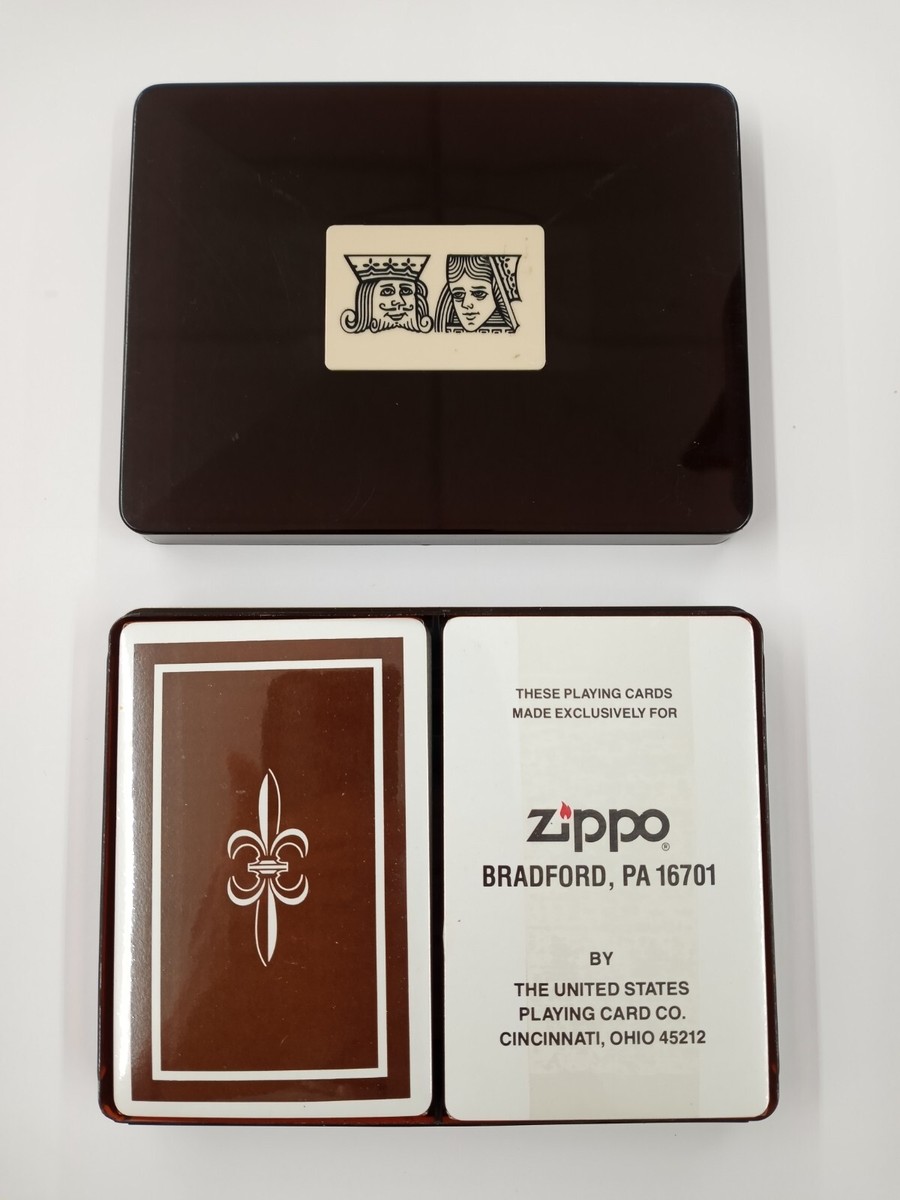 THESE PLAYING CARDS
MADE EXCLUSIVELY FOR
Zippo®
BRADFORD, PA 16701
BY
THE UNITED STATES
PLAYING CARD CO.
CINCINNATI, OHIO 45212